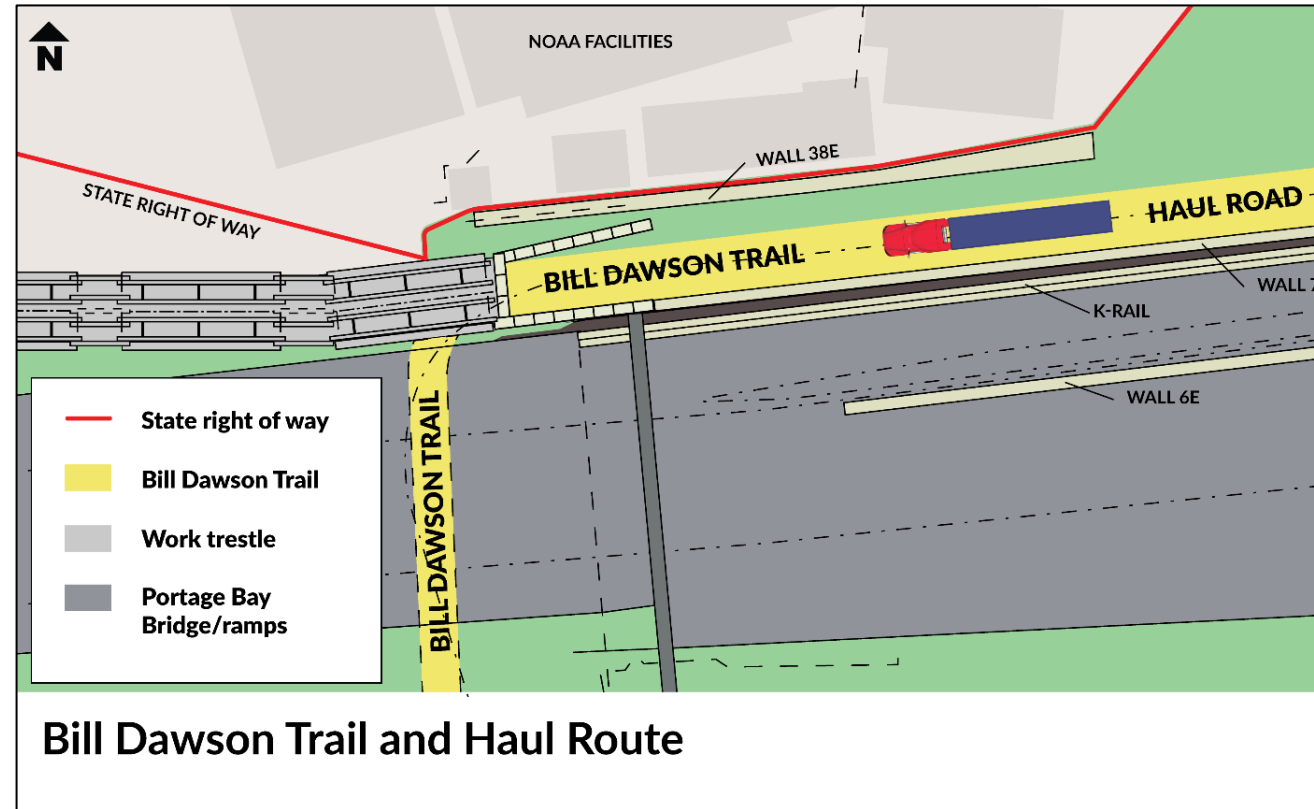 N
NOAA FACILITIES
WALL 38E
STATE RIGHT OF WAY
HAUL ROAD
BILL DAWSON TRAIL
WALL 7
K-RAIL
WALL 6E
BILL DAWSON TRAIL
State right of way
Bill Dawson Trail
Work trestle
Portage Bay
Bridge/ramps
Bill Dawson Trail and Haul Route